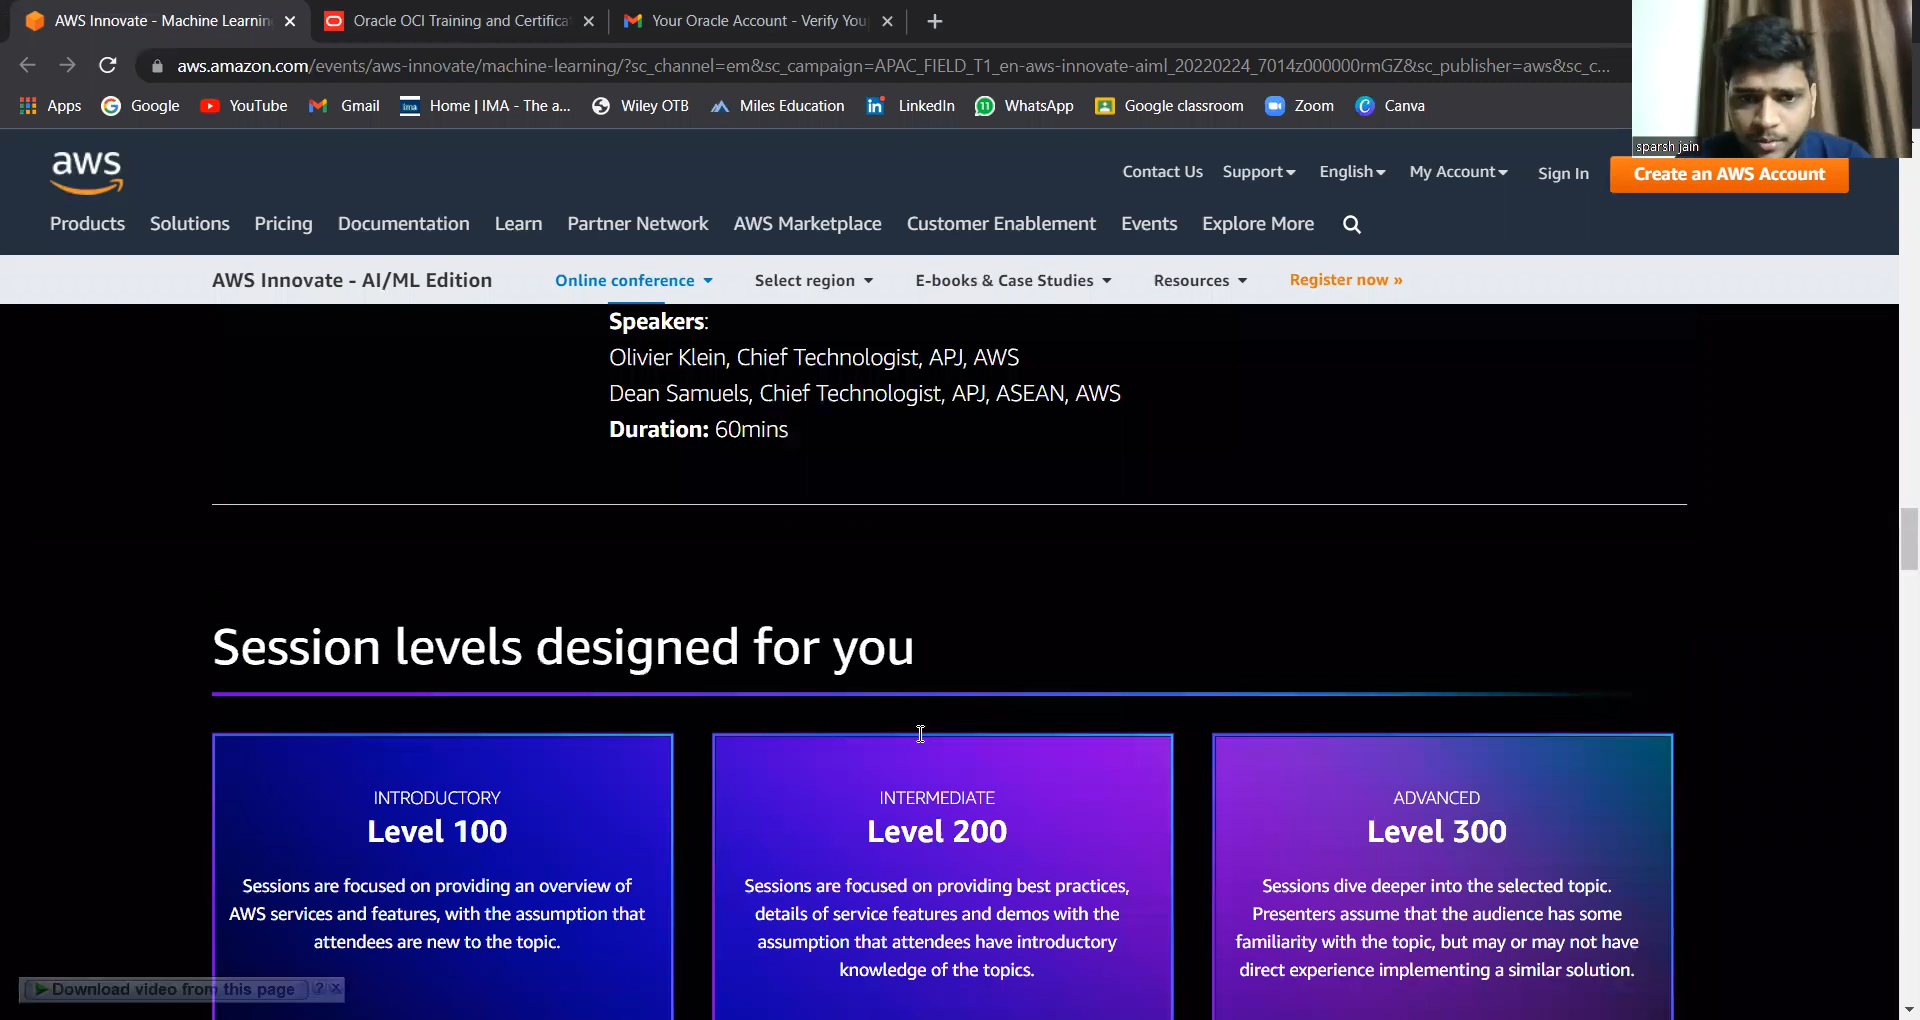 AWS Innovate - Machine Learnin
Oracle OCI Training and Certifica
Your Oracle Account - Verify You
aws.amazon.com/events/aws-innovate/machine-learning/?sc_channel=em&sc_campaign=APAC_FIELD_T1_en-aws-innovate-aiml_20220224_7014z000000rmGZ&sc_publisher=aws&sc_c...
Apps Google YouTube Gmail Home | IMA - The a... Wiley OTB Miles Education LinkedIn WhatsApp Google classroom Zoom Canva
sparsh jain
aws
Contact Us Support English My Account Sign In Create an AWS Account
Products Solutions Pricing Documentation Learn Partner Network AWS Marketplace Customer Enablement Events Explore More
AWS Innovate - AI/ML Edition Online conference Select region E-books & Case Studies Resources Register now »
Speakers:
Olivier Klein, Chief Technologist, APJ, AWS
Dean Samuels, Chief Technologist, APJ, ASEAN, AWS
Duration: 60mins
Session levels designed for you
INTRODUCTORY
Level 100
Sessions are focused on providing an overview of
AWS services and features, with the assumption that
attendees are new to the topic.
INTERMEDIATE
Level 200
Sessions are focused on providing best practices,
details of service features and demos with the
assumption that attendees have introductory
knowledge of the topics.
ADVANCED
Level 300
Sessions dive deeper into the selected topic.
Presenters assume that the audience has some
familiarity with the topic, but may or may not have
direct experience implementing a similar solution.
Download video from this page ? x